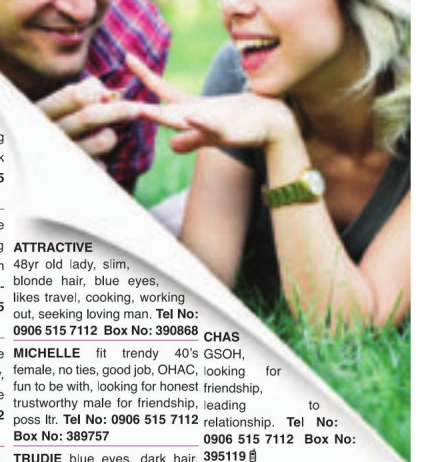 g
k
5
e
g
n
-
5
e
,
e
2
ATTRACTIVE
48yr old lady, slim,
blonde hair, blue eyes,
likes travel, cooking, working
out, seeking loving man. Tel No:
0906 515 7112 Box No: 390868
MICHELLE fit trendy 40's
female, no ties, good job, OHAC,
fun to be with, looking for honest
trustworthy male for friendship,
poss ltr. Tel No: 0906 515 7112
Box No: 389757
TRUDIE blue eyes, dark hair,
CHAS
GSOH,
looking for
friendship,
leading to
relationship. Tel No:
0906 515 7112 Box No:
395119